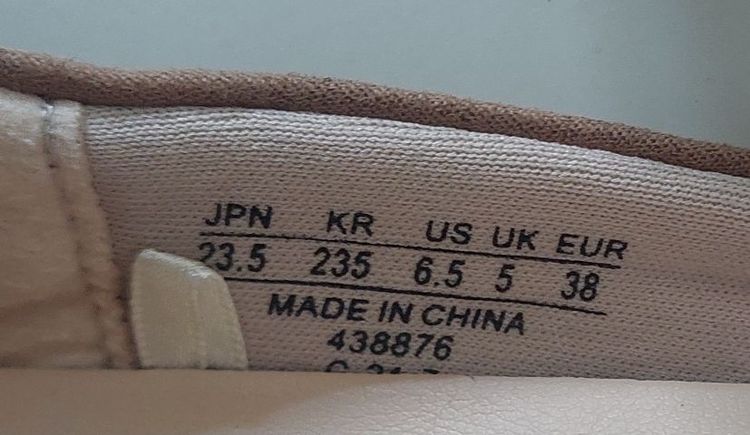 JPN KR US UK EUR
23.5 235 6.5 5 38
MADE IN CHINA
438876